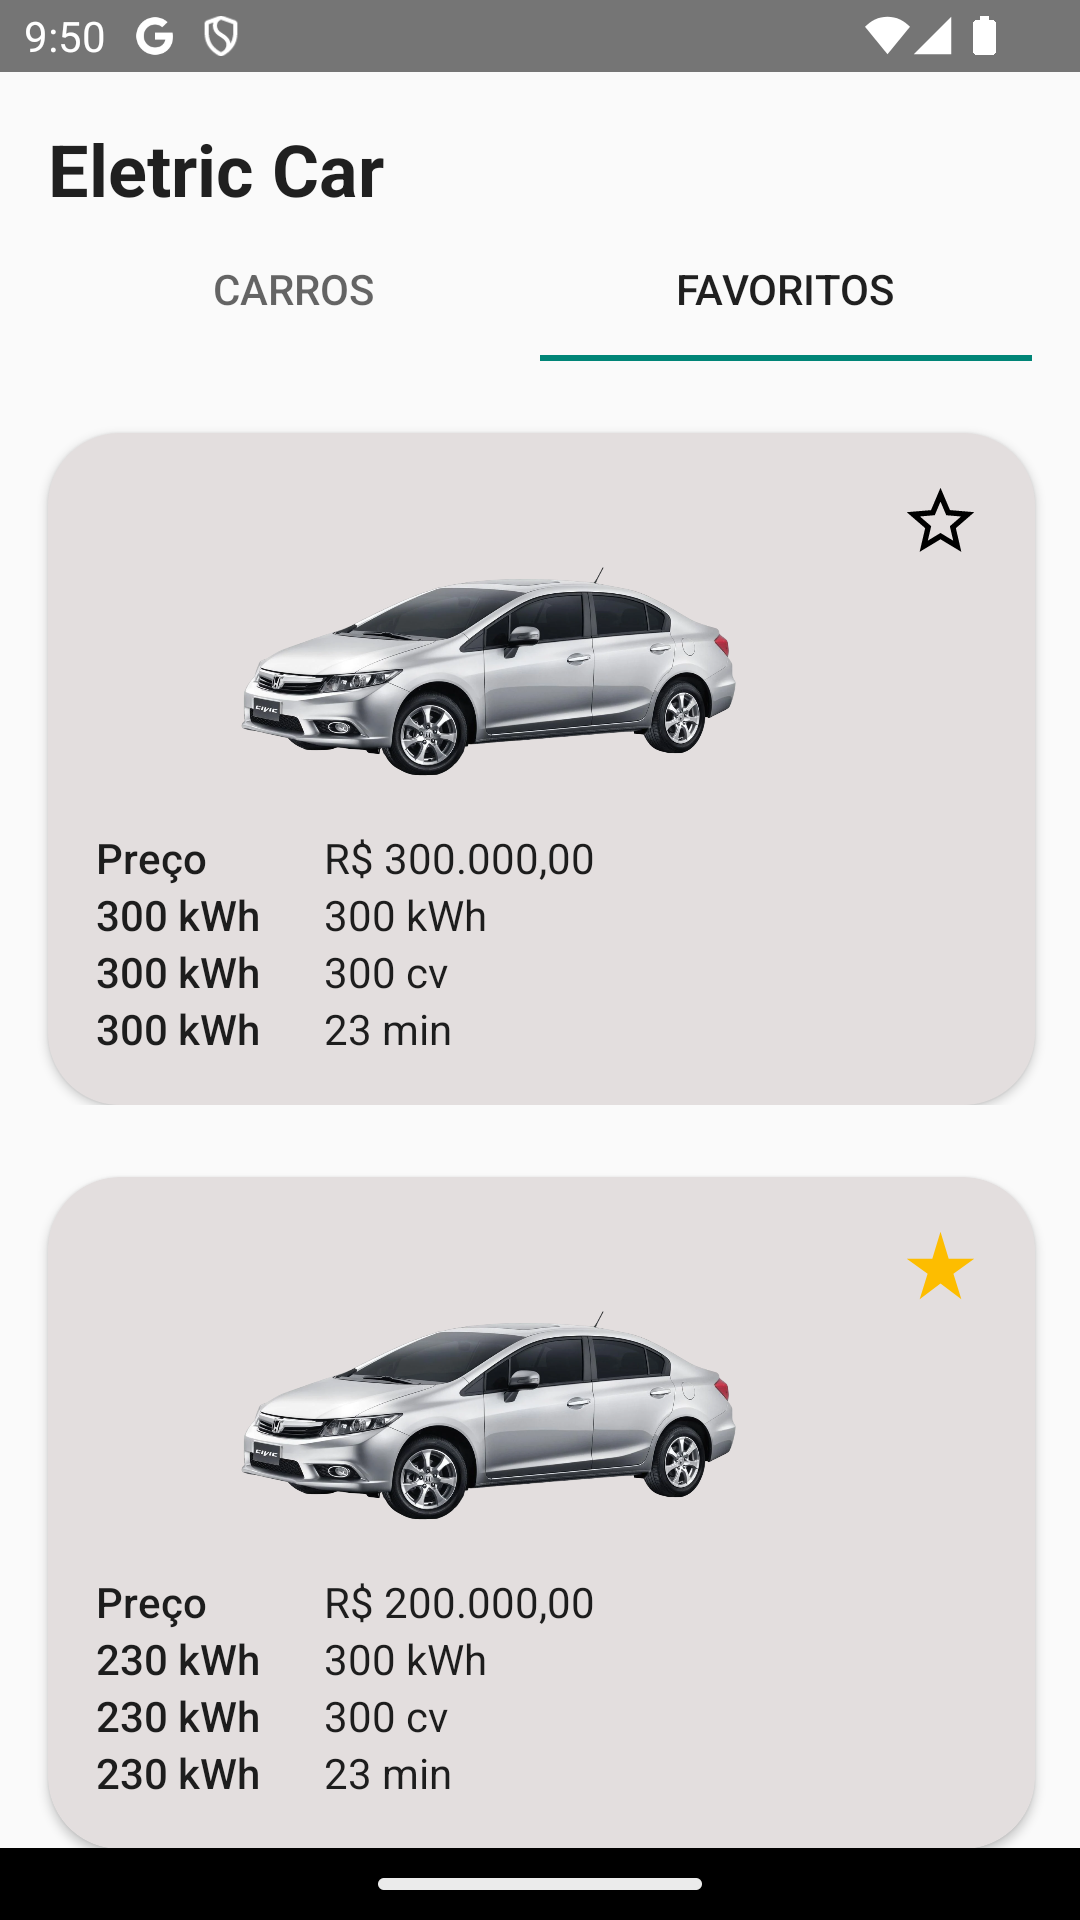 9:50
Eletric Car
CARROS FAVORITOS
Preço R$ 300.000,00
300 kWh 300 kWh
300 kWh 300 cv
300 kWh 23 min
Preço R$ 200.000,00
230 kWh 300 kWh
230 kWh 300 cv
230 kWh 23 min